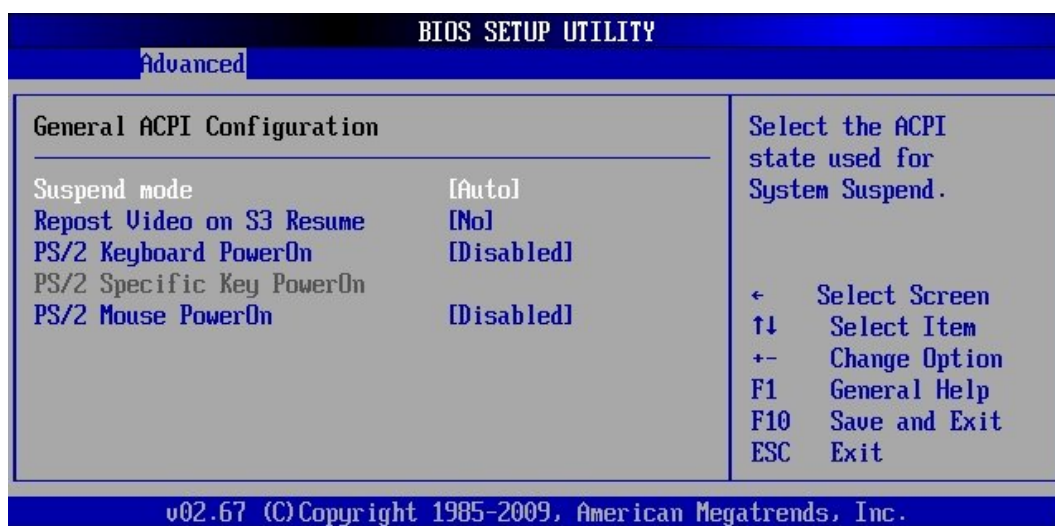 BIOS SETUP UTILITY
Advanced
General ACPI Configuration
Suspend mode [Auto]
Repost Video on S3 Resume [No]
PS/2 Keyboard PowerOn [Disabled]
PS/2 Specific Key PowerOn
PS/2 Mouse PowerOn [Disabled]
Select the ACPI
state used for
System Suspend.
← Select Screen
↑↓ Select Item
+- Change Option
F1 General Help
F10 Save and Exit
ESC Exit
v02.67 (C)Copyright 1985-2009, American Megatrends, Inc.